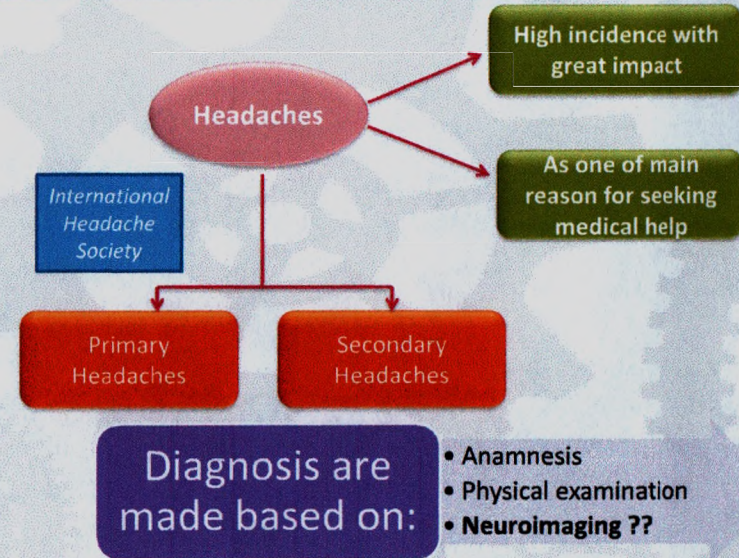 High incidence with
great impact
Headaches
As one of main
reason for seeking
medical help
International
Headache
Society
Primary
Headaches
Secondary
Headaches
Diagnosis are
made based on:
• Anamnesis
• Physical examination
• Neuroimaging ??